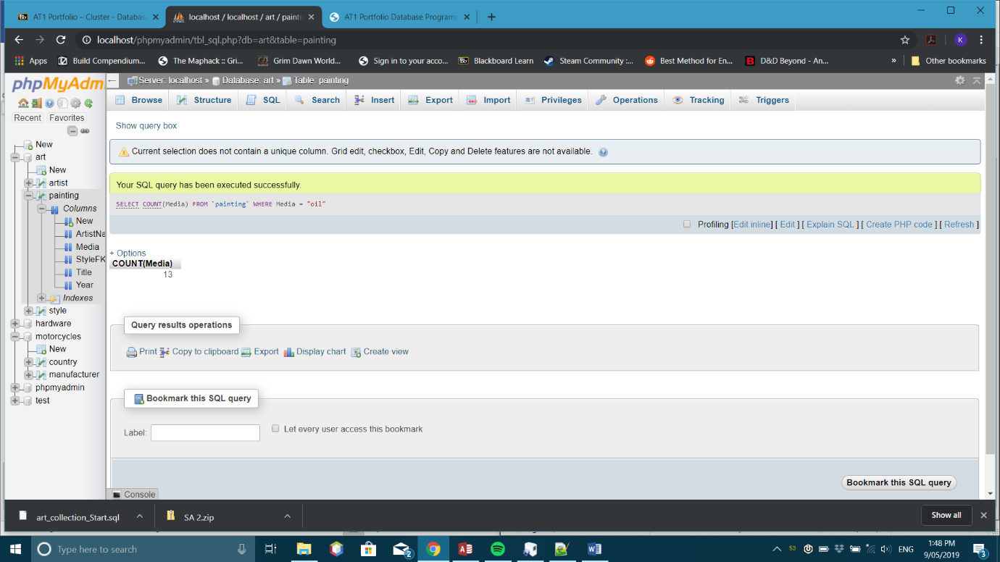 AT1 Portfolio – Cluster - Databas
localhost / localhost / art / painti
AT1 Portfolio Database Program
localhost/phpmyadmin/tbl_sql.php?db=art&table=painting
K
Apps
Build Compendium...
The Maphack :: Gri...
Grim Dawn World...
Sign in to your acco...
Bb Blackboard Learn
Steam Community :...
Best Method for En...
D&D Beyond - An...
»
Other bookmarks
phpMyAdm
Server: localhost » Database: art » Table: painting
Browse Structure SQL Search Insert Export Import Privileges Operations Tracking Triggers
Recent Favorites
New
art
New
artist
painting
Columns
New
ArtistNa
Media
StyleFK
Title
Year
Indexes
style
hardware
motorcycles
New
country
manufacturer
phpmyadmin
test
Show query box
Current selection does not contain a unique column. Grid edit, checkbox, Edit, Copy and Delete features are not available.
Your SQL query has been executed successfully.
SELECT COUNT(Media) FROM `painting` WHERE Media = "oil"
Profiling [Edit inline] [ Edit ] [ Explain SQL ] [ Create PHP code ] [ Refresh ]
+ Options
COUNT(Media)
13
Query results operations
Print Copy to clipboard Export Display chart Create view
Bookmark this SQL query
Label:
Let every user access this bookmark
Bookmark this SQL query
Console
art_collection_Start.sql
SA 2.zip
Show all
Type here to search
2
53
ENG
1:48 PM
9/05/2019
3